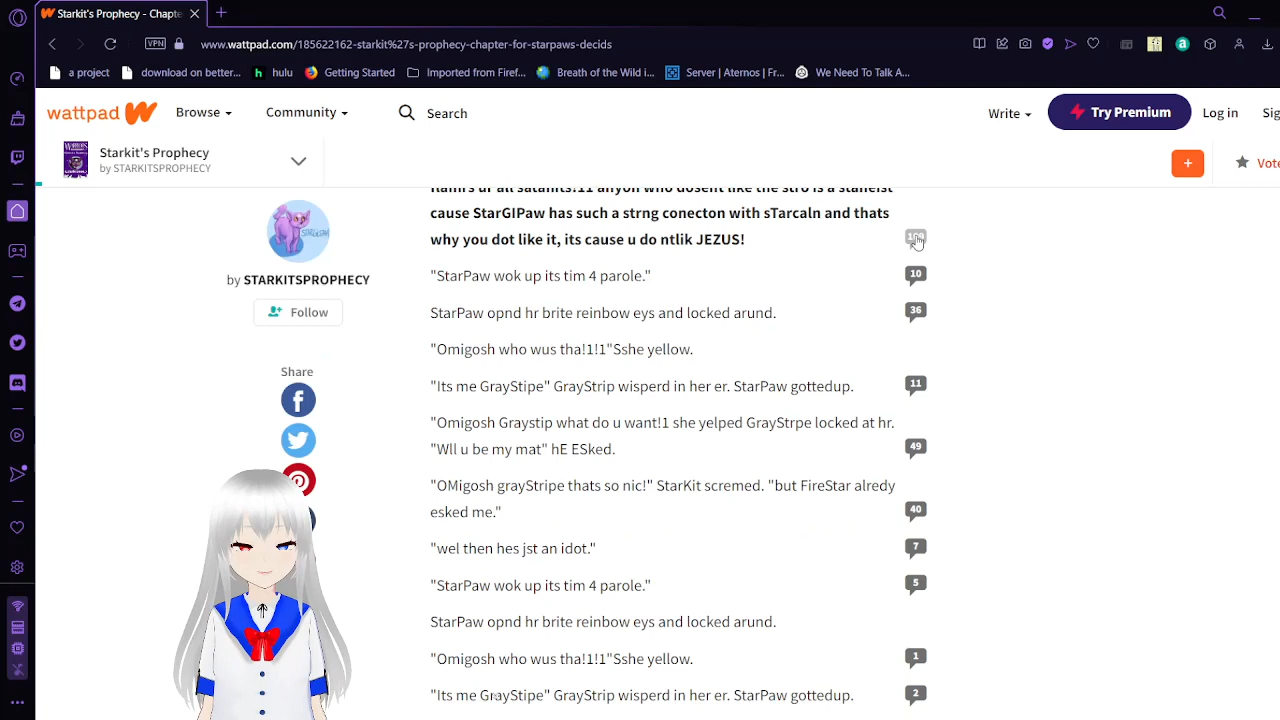 Starkit's Prophecy - Chapte
VPN
www.wattpad.com/185622162-starkit%27s-prophecy-chapter-for-starpaws-decids
a project
download on better...
hulu
Getting Started
Imported from Firef...
Breath of the Wild i...
Server | Aternos | Fr...
We Need To Talk A...
wattpad
Browse
Community
Search
Write
Try Premium
Log in
Sig
Starkit's Prophecy
by STARKITSPROPHECY
Vote
by STARKITSPROPHECY
Follow
Share
cause StarGlPaw has such a strng conecton with sTarcaln and thats
why you dot like it, its cause u do ntlik JEZUS!
"StarPaw wok up its tim 4 parole."
10
StarPaw opnd hr brite reinbow eys and locked arund.
36
"Omigosh who wus tha!1!1"Sshe yellow.
"Its me GrayStipe" GrayStrip wisperd in her er. StarPaw gottedup.
11
"Omigosh Graystip what do u want!1 she yelped GrayStrpe locked at hr.
"Wll u be my mat" hE ESked.
49
"OMigosh grayStripe thats so nic!" StarKit scremed. "but FireStar alredy
esked me."
40
"wel then hes jst an idot."
7
"StarPaw wok up its tim 4 parole."
5
StarPaw opnd hr brite reinbow eys and locked arund.
"Omigosh who wus tha!1!1"Sshe yellow.
1
"Its me GrayStipe" GrayStrip wisperd in her er. StarPaw gottedup.
2